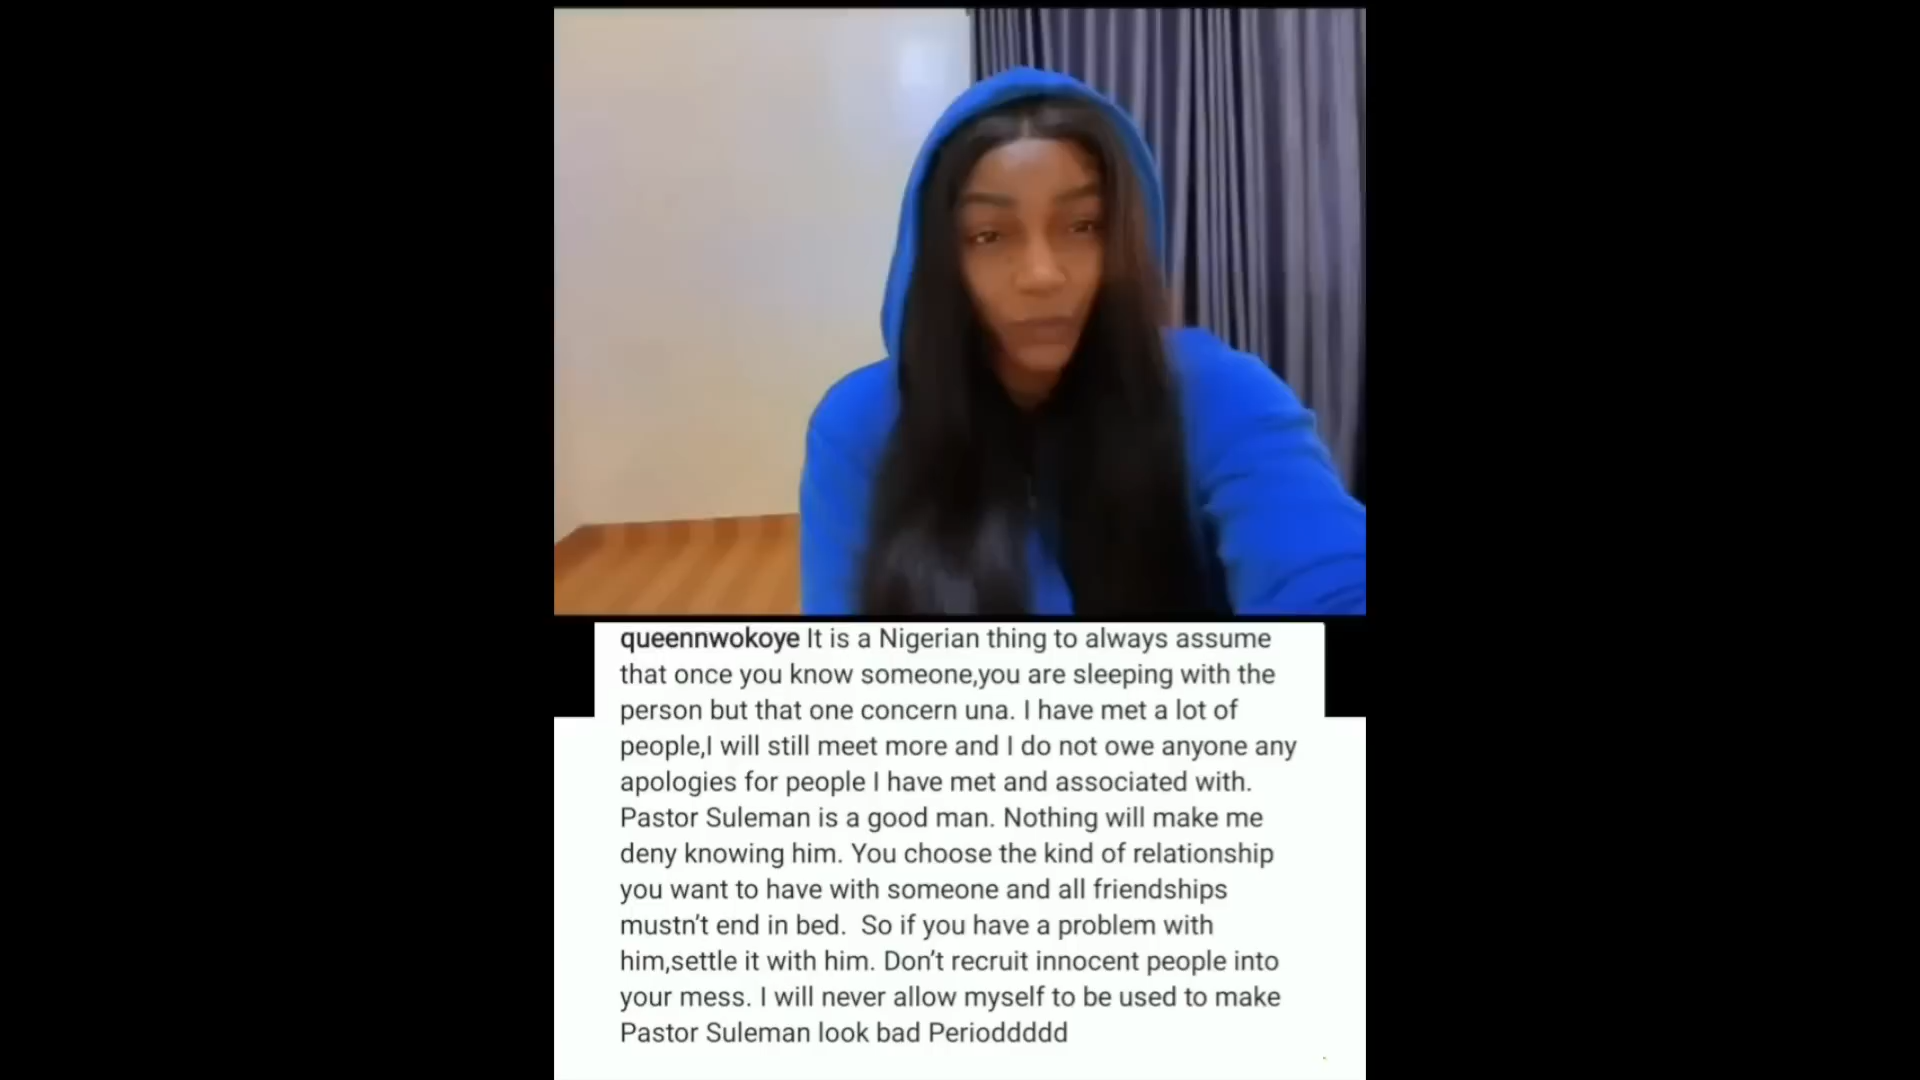 queennwokoye It is a Nigerian thing to always assume
that once you know someone,you are sleeping with the
person but that one concern una. I have met a lot of
people,I will still meet more and I do not owe anyone any
apologies for people I have met and associated with.
Pastor Suleman is a good man. Nothing will make me
deny knowing him. You choose the kind of relationship
you want to have with someone and all friendships
mustn’t end in bed.  So if you have a problem with
him,settle it with him. Don’t recruit innocent people into
your mess. I will never allow myself to be used to make
Pastor Suleman look bad Perioddddd